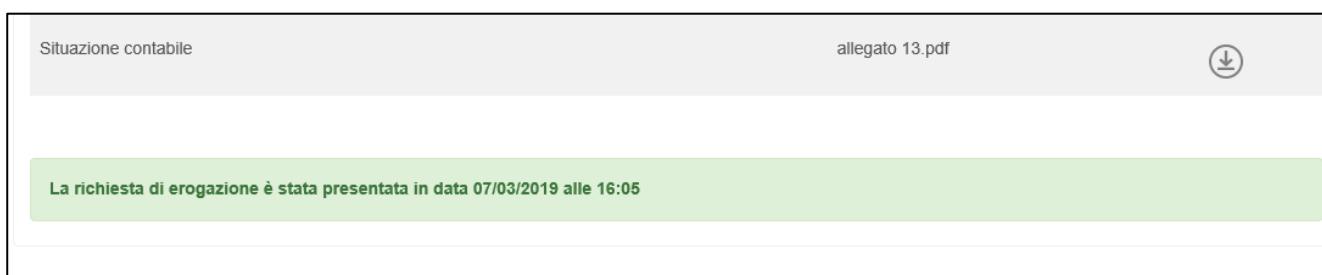 Situazione contabile allegato 13.pdf
La richiesta di erogazione è stata presentata in data 07/03/2019 alle 16:05